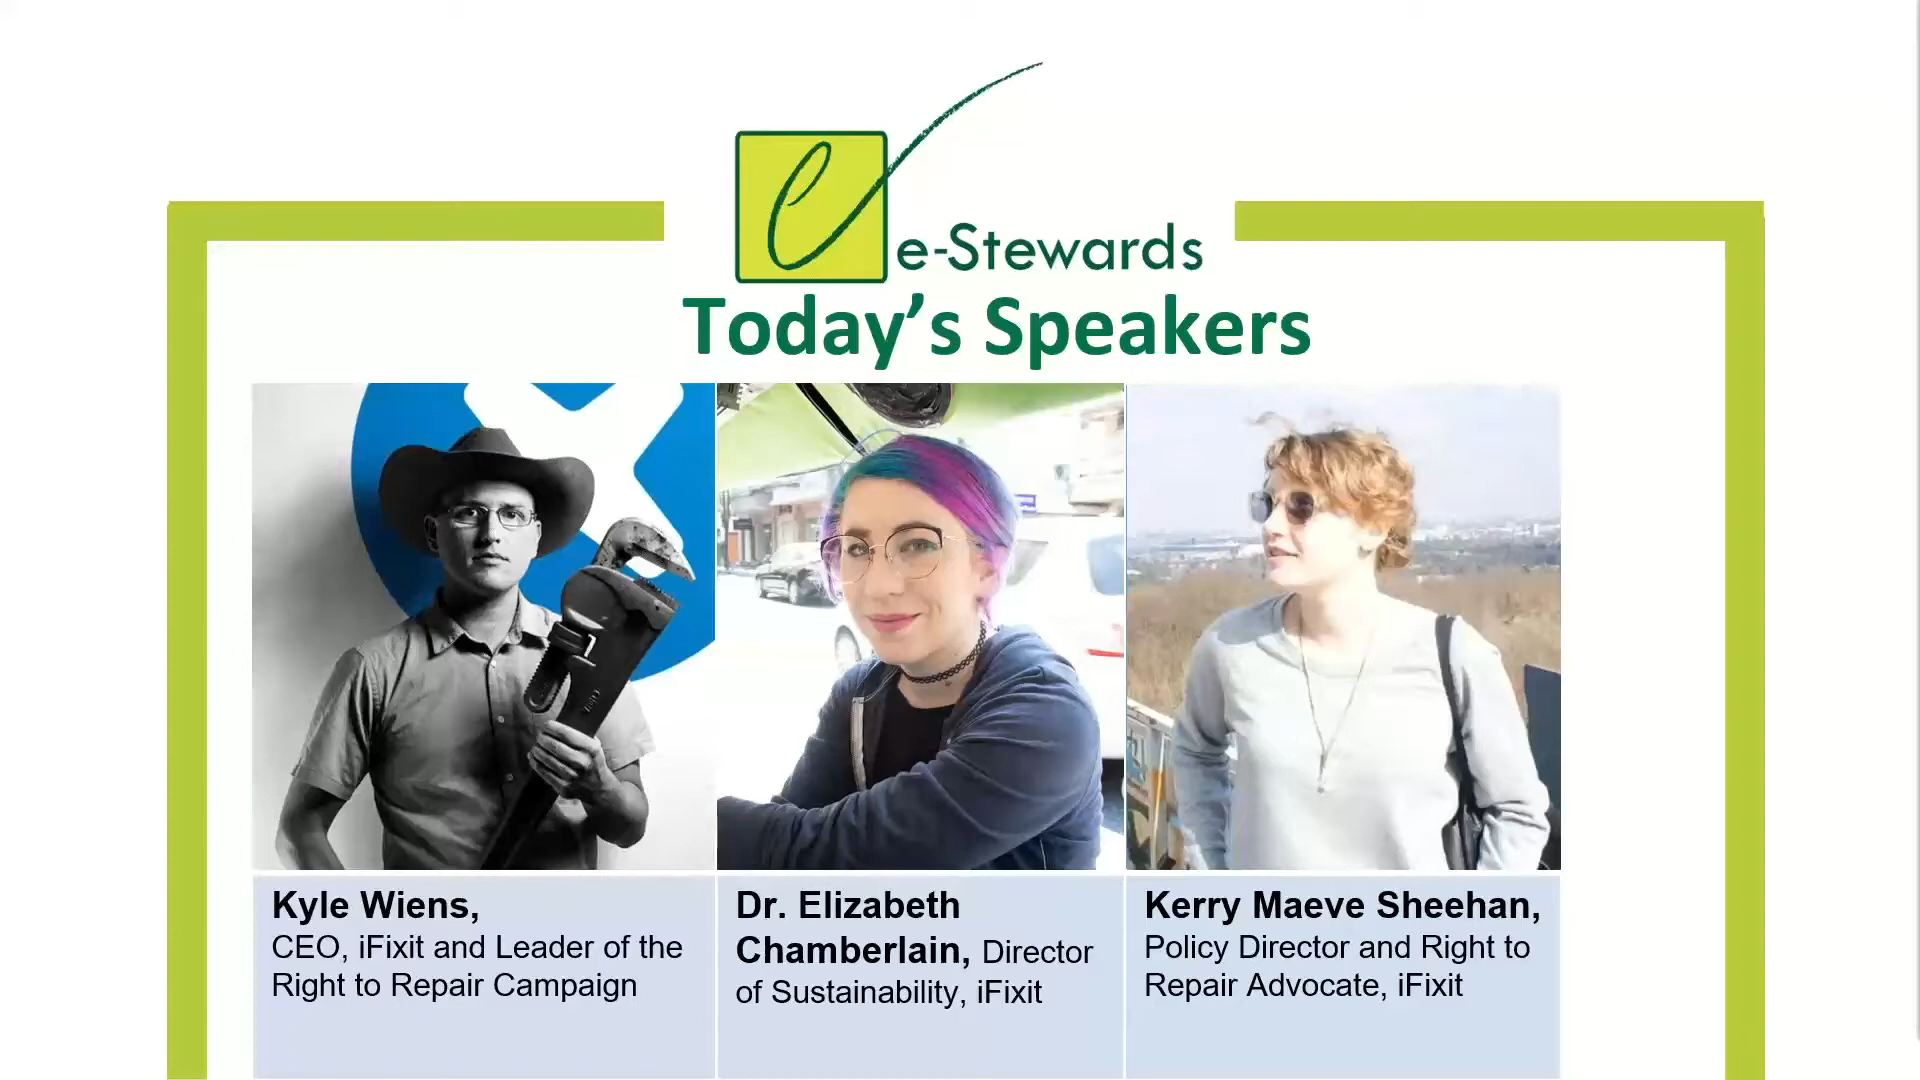 e-Stewards
Today’s Speakers
Kyle Wiens,
CEO, iFixit and Leader of the
Right to Repair Campaign
Dr. Elizabeth
Chamberlain, Director
of Sustainability, iFixit
Kerry Maeve Sheehan,
Policy Director and Right to
Repair Advocate, iFixit